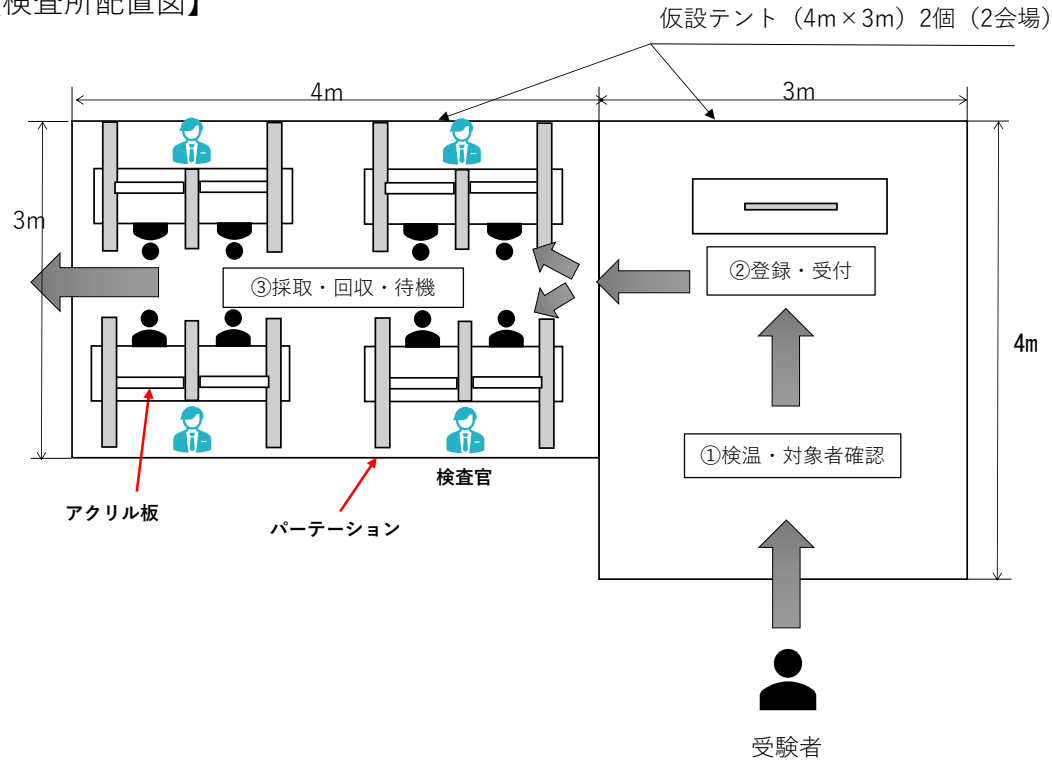 検査所配置図】
仮設テント（4m×3m）2個（2会場）
4m
3m
3m
②登録・受付
③採取・回収・待機
4m
①検温・対象者確認
検査官
アクリル板
パーテーション
受験者